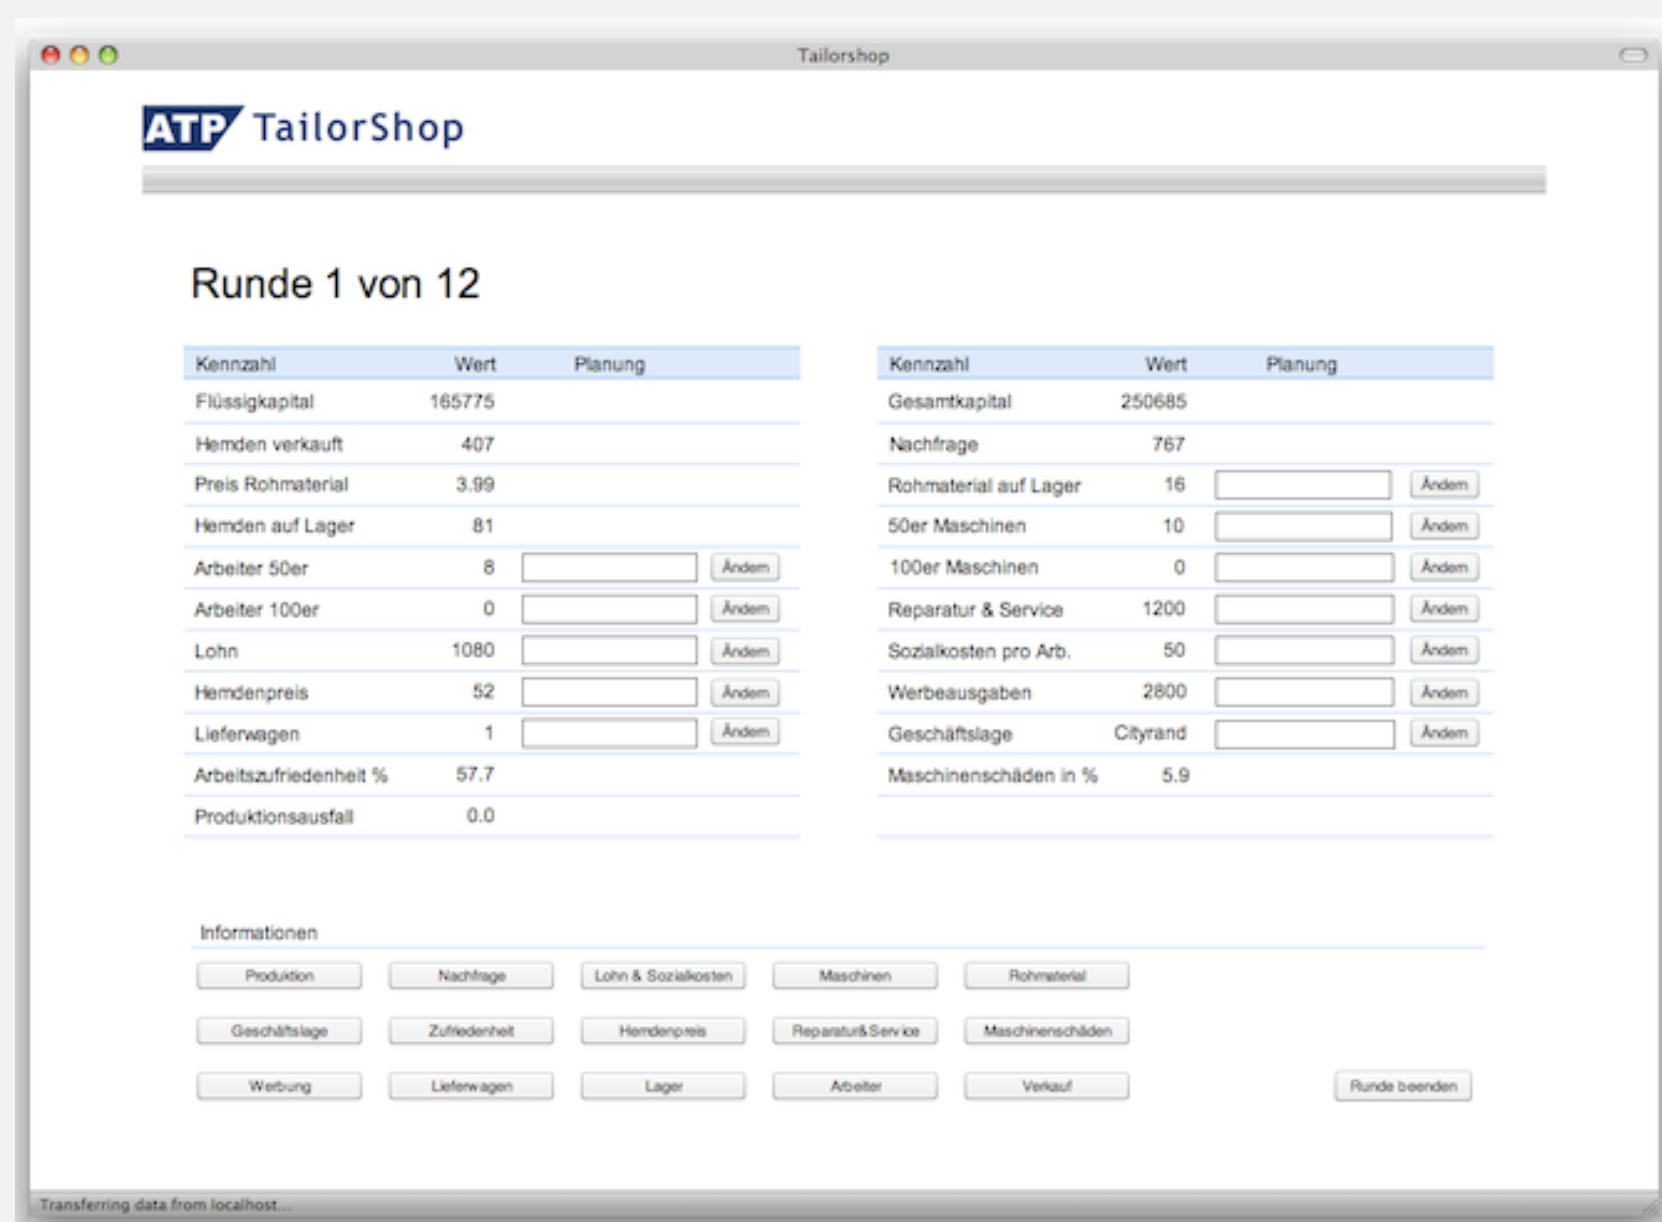 Tailorshop
ATP TailorShop
Runde 1 von 12
Kennzahl Wert Planung
Flüssigkapital 165775
Hemden verkauft 407
Preis Rohmaterial 3.99
Hemden auf Lager 81
Arbeiter 50er 8 Ändern
Arbeiter 100er 0 Ändern
Lohn 1080 Ändern
Hemdenpreis 52 Ändern
Lieferwagen 1 Ändern
Arbeitszufriedenheit % 57.7
Produktionsausfall 0.0
Kennzahl Wert Planung
Gesamtkapital 250685
Nachfrage 767
Rohmaterial auf Lager 16 Ändern
50er Maschinen 10 Ändern
100er Maschinen 0 Ändern
Reparatur & Service 1200 Ändern
Sozialkosten pro Arb. 50 Ändern
Werbeausgaben 2800 Ändern
Geschäftslage Cityrand Ändern
Maschinenschäden in % 5.9
Informationen
Produktion Nachfrage Lohn & Sozialkosten Maschinen Rohmaterial
Geschäftslage Zufriedenheit Hemdenpreis Reparatur&Service Maschinenschäden
Werbung Lieferwagen Lager Arbeiter Verkauf Runde beenden
Transferring data from localhost...